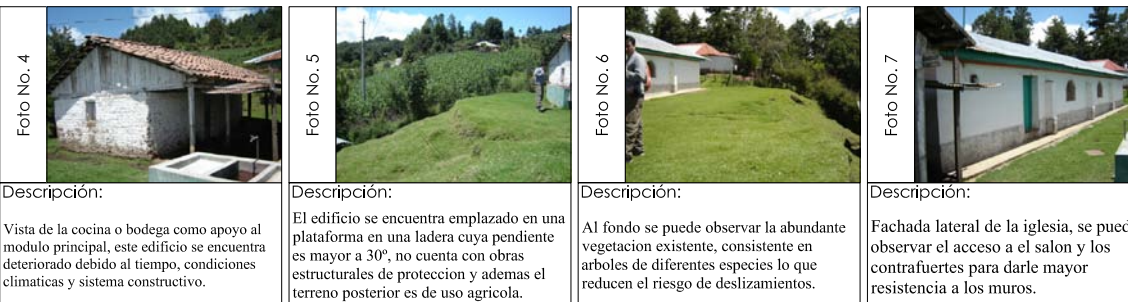 Foto No. 4
Descripción:
Vista de la cocina o bodega como apoyo al
modulo principal, este edificio se encuentra
deteriorado debido al tiempo, condiciones
climaticas y sistema constructivo.
Foto No. 5
Descripción:
El edificio se encuentra emplazado en una
plataforma en una ladera cuya pendiente
es mayor a 30º, no cuenta con obras
estructurales de proteccion y ademas el
terreno posterior es de uso agricola.
Foto No. 6
Descripción:
Al fondo se puede observar la abundante
vegetacion existente, consistente en
arboles de diferentes especies lo que
reducen el riesgo de deslizamientos.
Foto No. 7
Descripción:
Fachada lateral de la iglesia, se pued
observar el acceso a el salon y los
contrafuertes para darle mayor
resistencia a los muros.